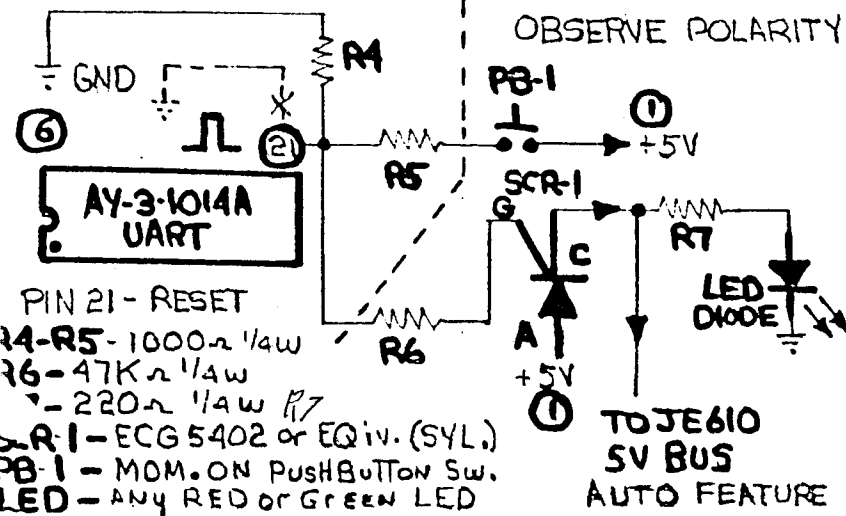 OBSERVE POLARITY
R4
GND
PB-1
1
+5V
6
21
R5
SCR-1
AY-3-1014A
UART
G
C
R7
LED
DIODE
A
+5V
1
R6
PIN 21 - RESET
R4-R5 - 1000Ω 1/4W
R6 - 47KΩ 1/4W
- 220Ω 1/4W R7
R-1 - ECG5402 or EQiv. (SYL.)
PB-1 - MOM. ON PUSHBUTTON SW.
LED - ANY RED or GrEEN LED
TO JE610
5V BUS
AUTO FEATURE